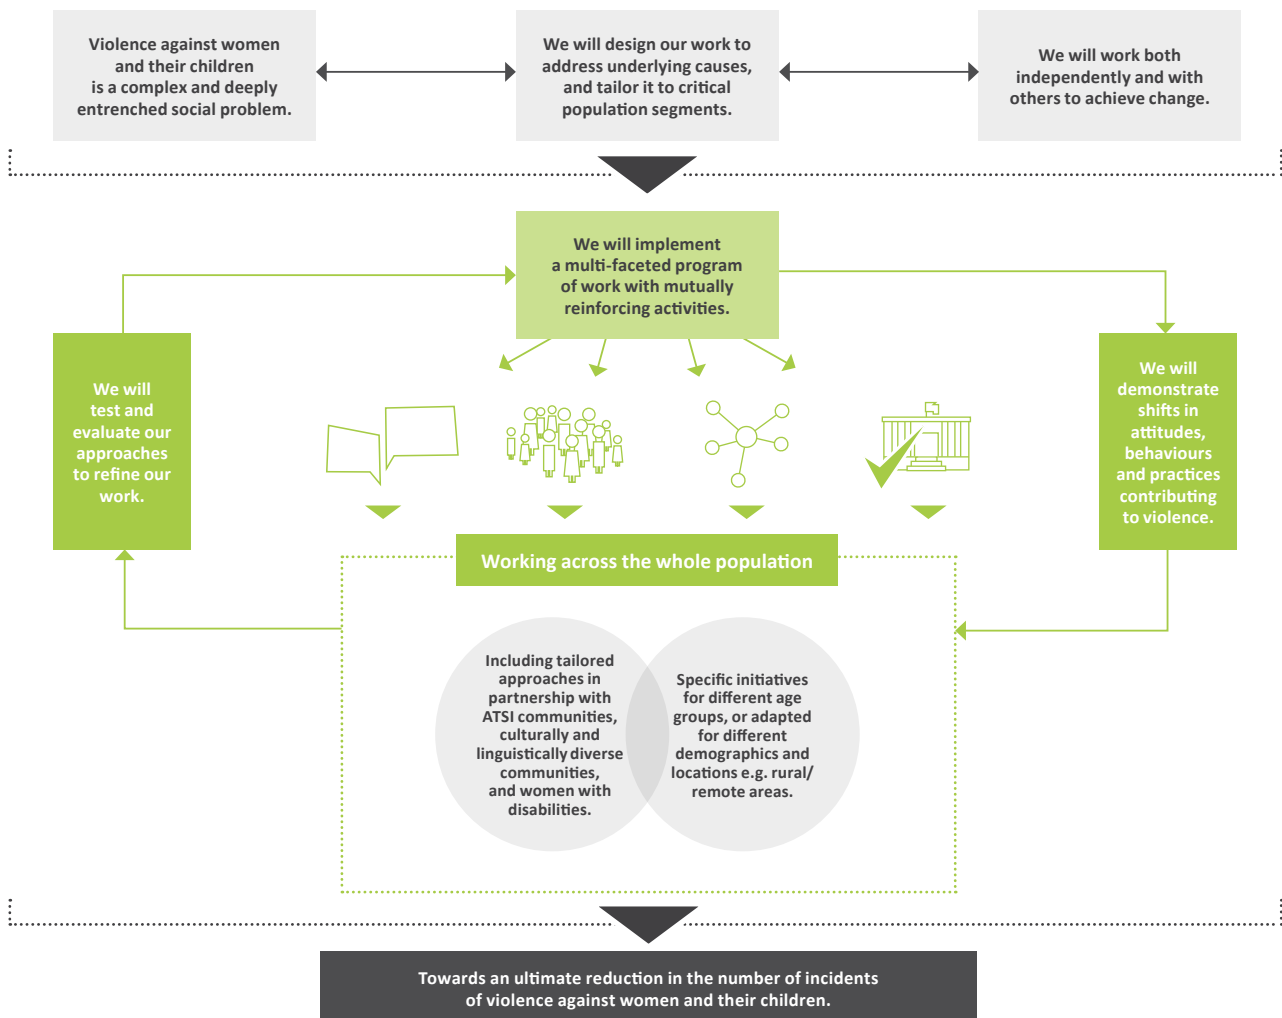 Violence against women
and their children
is a complex and deeply
entrenched social problem.
We will design our work to
address underlying causes,
and tailor it to critical
population segments.
We will work both
independently and with
others to achieve change.
We will implement
a multi-faceted program
of work with mutually
reinforcing activities.
We will
test and
evaluate our
approaches
to refine our
work.
We will
demonstrate
shifts in
attitudes,
behaviours
and practices
contributing
to violence.
Working across the whole population
Including tailored
approaches in
partnership with
ATSI communities,
culturally and
linguistically diverse
communities,
and women with
disabilities.
Specific initiatives
for different age
groups, or adapted
for different
demographics and
locations e.g. rural/
remote areas.
Towards an ultimate reduction in the number of incidents
of violence against women and their children.